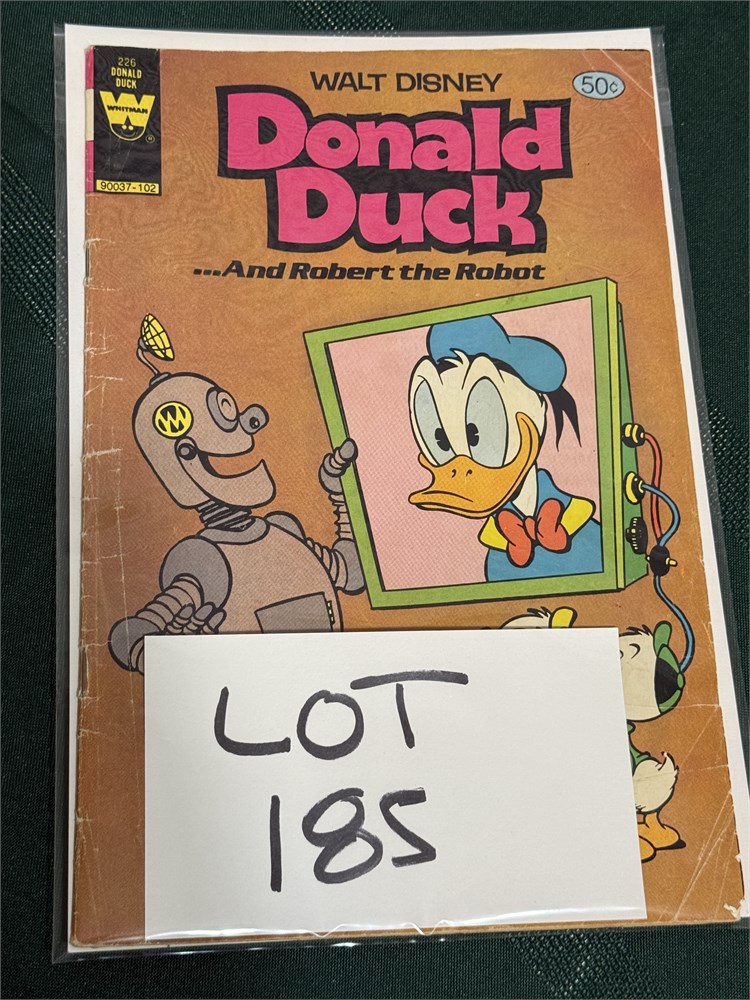 226
DONALD
DUCK
W
WHITMAN
®
90037-102
WALT DISNEY
50¢
Donald
Duck
...And Robert the Robot
W
LOT
185